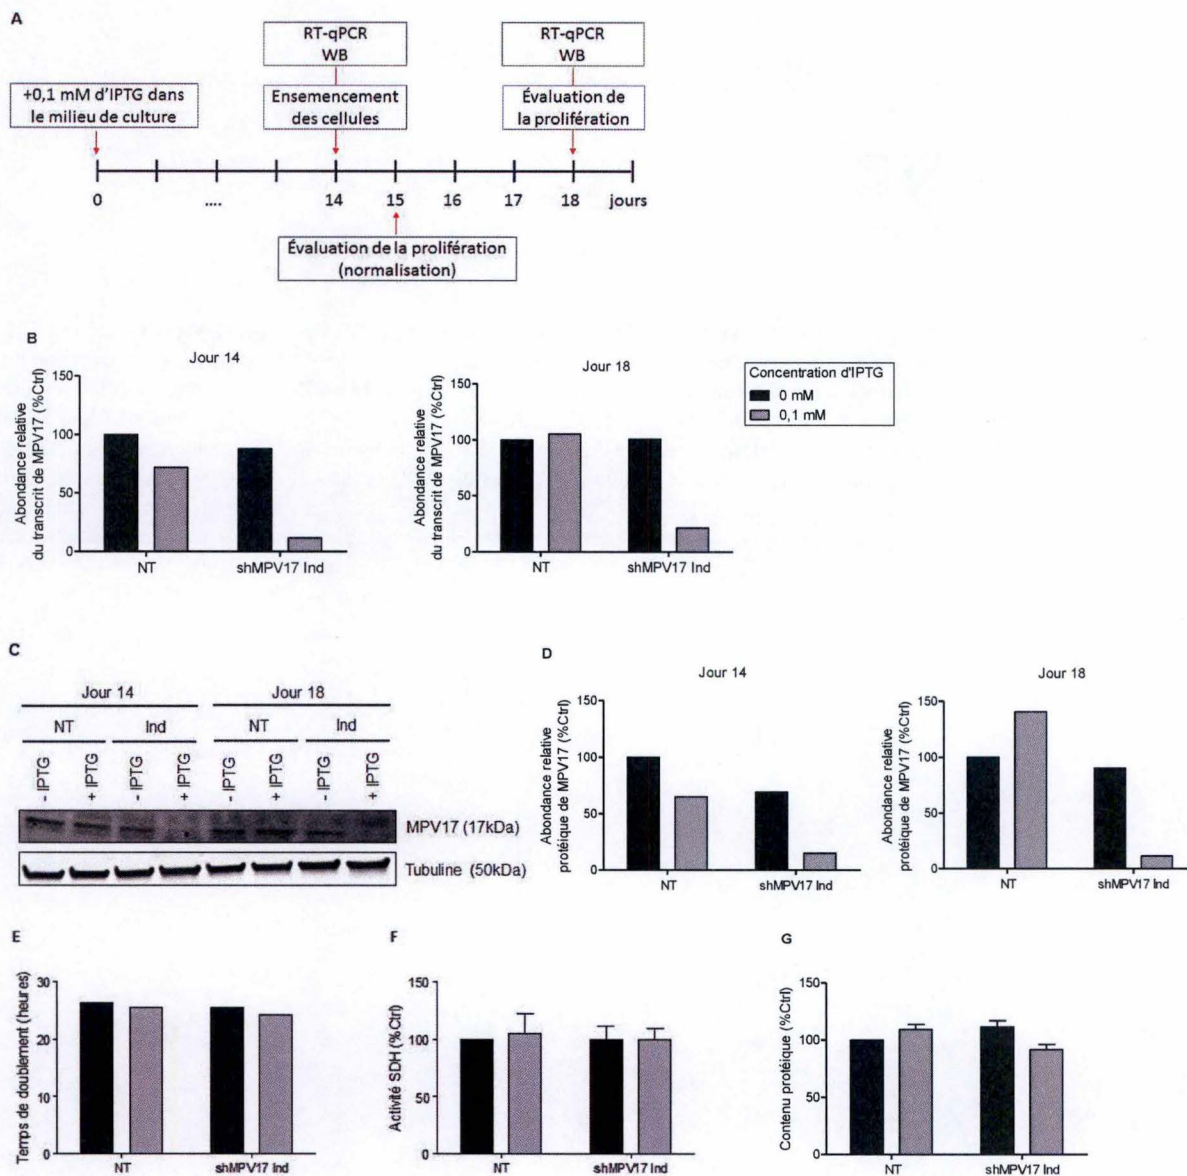 A
RT-qPCR
WB
RT-qPCR
WB
+0,1 mM d'IPTG dans
le milieu de culture
Ensemencement
des cellules
Évaluation de
la prolifération
0
....
14
15
16
17
18
jours
Évaluation de la prolifération
(normalisation)
B
Jour 14
Abondance relative
du transcrit de MPV17 (%Ctrl)
150
100
50
0
NT
shMPV17 Ind
Jour 18
Abondance relative
du transcrit de MPV17 (%Ctrl)
150
100
50
0
NT
shMPV17 Ind
Concentration d'IPTG
0 mM
0,1 mM
C
Jour 14
Jour 18
NT
Ind
NT
Ind
- IPTG
+ IPTG
- IPTG
+ IPTG
- IPTG
+ IPTG
- IPTG
+ IPTG
MPV17 (17kDa)
Tubuline (50kDa)
D
Jour 14
Abondance relative
protéique de MPV17 (%Ctrl)
150
100
50
0
NT
shMPV17 Ind
Jour 18
Abondance relative
protéique de MPV17 (%Ctrl)
150
100
50
0
NT
shMPV17 Ind
E
Temps de doublement (heures)
30
20
10
0
NT
shMPV17 Ind
F
Activité SDH (%Ctrl)
150
100
50
0
NT
shMPV17 Ind
G
Contenu protéique (%Ctrl)
150
100
50
0
NT
shMPV17 Ind